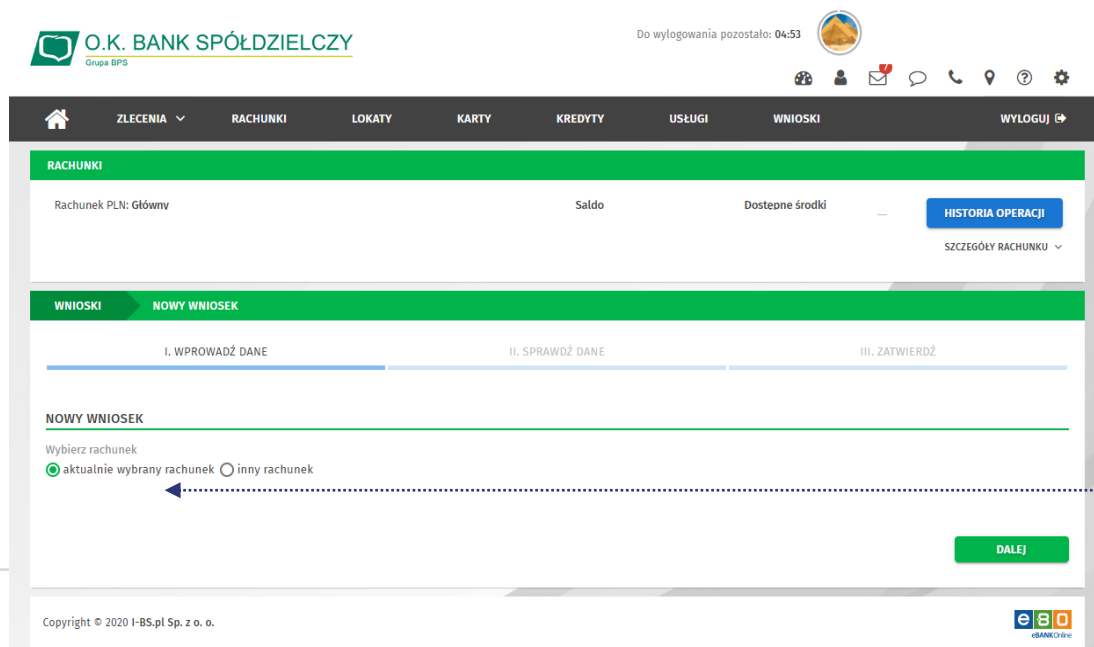 O.K. BANK SPÓŁDZIELCZY
Grupa BPS
Do wylogowania pozostało: 04:53
7
ZLECENIA RACHUNKI LOKATY KARTY KREDYTY USŁUGI WNIOSKI WYLOGUJ
RACHUNKI
Rachunek PLN: Główny Saldo Dostępne środki — HISTORIA OPERACJI
SZCZEGÓŁY RACHUNKU
WNIOSKI NOWY WNIOSEK
I. WPROWADŹ DANE II. SPRAWDŹ DANE III. ZATWIERDŹ
NOWY WNIOSEK
Wybierz rachunek
aktualnie wybrany rachunek inny rachunek
DALEJ
Copyright © 2020 I-BS.pl Sp. z o. o.
eBO
eBANKOnline